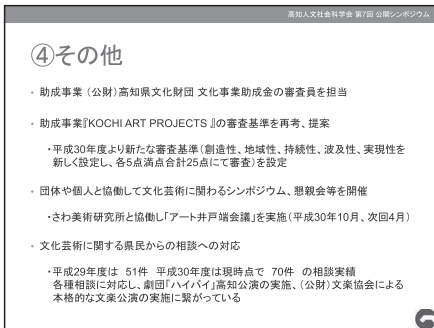 高知人文社会科学会 第7回 公開シンポジウム
④その他
・助成事業（公財）高知県文化財団 文化事業助成金の審査員を担当
・助成事業『KOCHI ART PROJECTS 』の審査基準を再考、提案
・平成30年度より新たな審査基準（創造性、地域性、持続性、波及性、実現性を
新しく設定し、各5点満点合計25点にて審査）を設定
・団体や個人と協働して文化芸術に関わるシンポジウム、懇親会等を開催
・さわ美術研究所と協働し「アート井戸端会議」を実施（平成30年10月、次回4月）
・文化芸術に関する県民からの相談への対応
・平成29年度は 51件 平成30年度は現時点で 70件 の相談実績
各種相談に対応し、劇団「ハイバイ」高知公演の実施、（公財）文楽協会による
本格的な文楽公演の実施に繋がっている